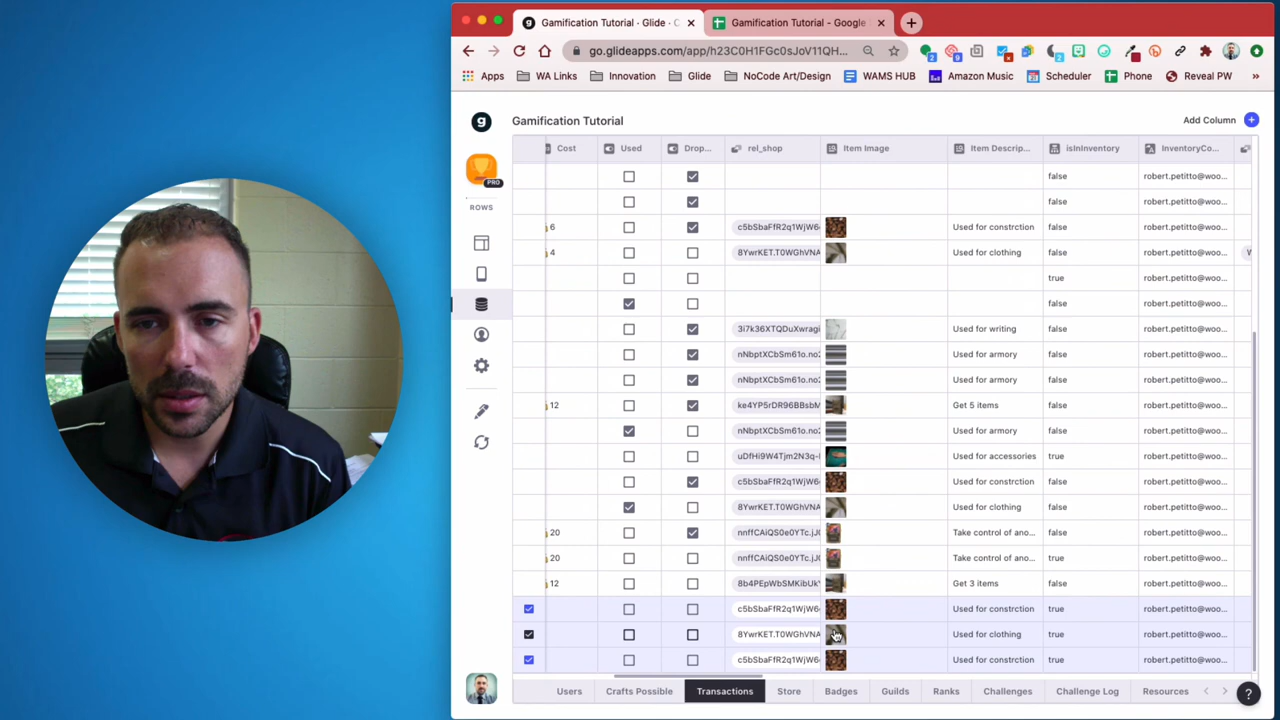 Gamification Tutorial · Glide · C
Gamification Tutorial - Google
go.glideapps.com/app/h23C0H1FGc0sJoV11QH...
2
9
2
Apps
WA Links
Innovation
Glide
NoCode Art/Design
WAMS HUB
Amazon Music
Scheduler
Phone
Reveal PW
»
g
Gamification Tutorial
Add Column
PRO
ROWS
Cost Used Drop... rel_shop Item Image Item Descrip... isInInventory InventoryCo...
false robert.petitto@woo...
false robert.petitto@woo...
6 c5bSbaFfR2q1WjW6 Used for constrction false robert.petitto@woo...
4 8YwrKET.T0WGhVNA Used for clothing false robert.petitto@woo...
true robert.petitto@woo...
false robert.petitto@woo...
3i7k36XTQDuXwragi Used for writing false robert.petitto@woo...
nNbptXCbSm61o.no2 Used for armory false robert.petitto@woo...
nNbptXCbSm61o.no2 Used for armory false robert.petitto@woo...
12 ke4YP5rDR96BBsbM Get 5 items false robert.petitto@woo...
nNbptXCbSm61o.no2 Used for armory false robert.petitto@woo...
uDfHi9W4Tjm2N3q- Used for accessories true robert.petitto@woo...
c5bSbaFfR2q1WjW6 Used for constrction false robert.petitto@woo...
8YwrKET.T0WGhVNA Used for clothing false robert.petitto@woo...
20 nnffCAiQS0e0YTc.jJ0 Take control of ano... false robert.petitto@woo...
20 nnffCAiQS0e0YTc.jJ0 Take control of ano... true robert.petitto@woo...
12 8b4PEpWbSMKibUkY Get 3 items false robert.petitto@woo...
c5bSbaFfR2q1WjW6 Used for constrction true robert.petitto@woo...
8YwrKET.T0WGhVNA Used for clothing true robert.petitto@woo...
c5bSbaFfR2q1WjW6 Used for constrction true robert.petitto@woo...
Users Crafts Possible Transactions Store Badges Guilds Ranks Challenges Challenge Log Resources
?